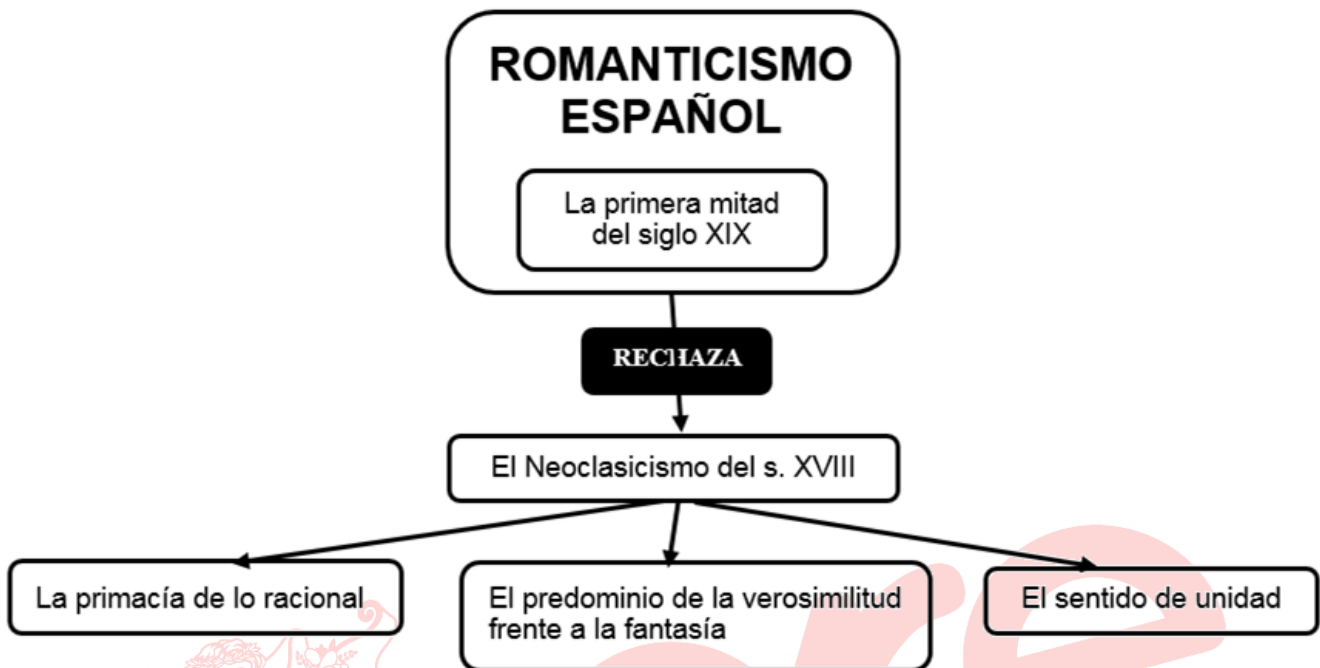 ROMANTICISMO
ESPAÑOL
La primera mitad
del siglo XIX
RECHAZA
El Neoclasicismo del s. XVIII
La primacía de lo racional
El predominio de la verosimilitud
frente a la fantasía
El sentido de unidad